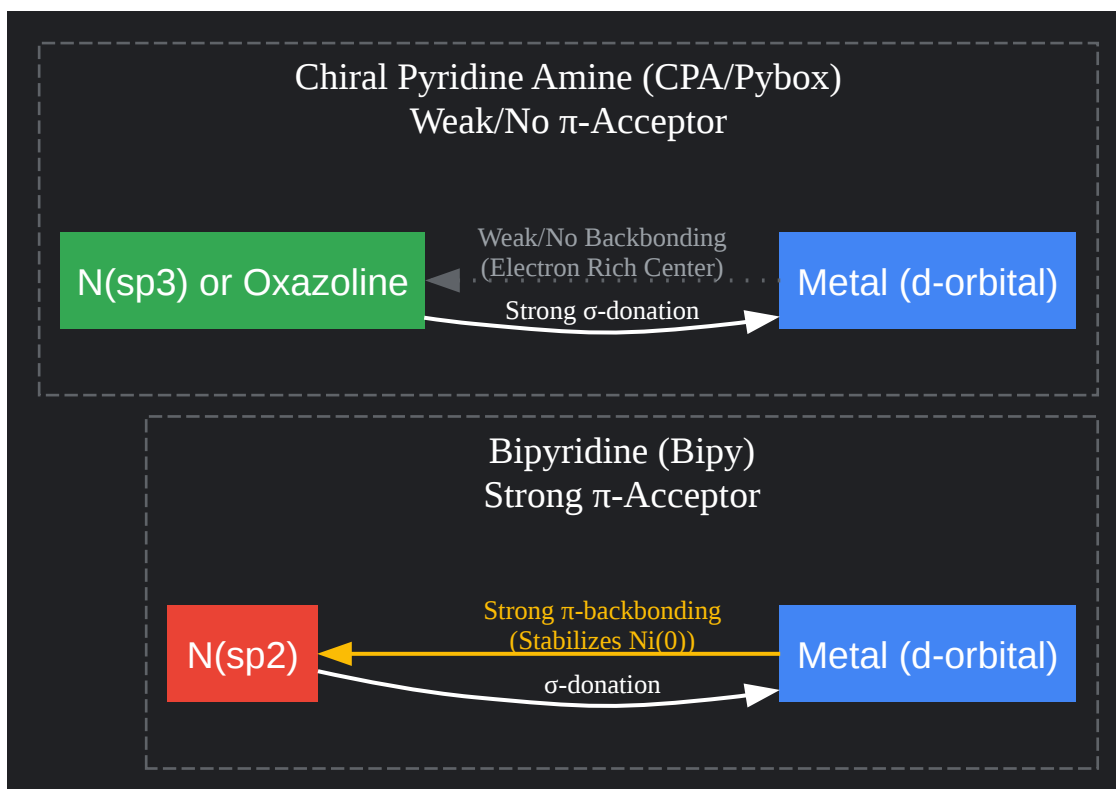 Chiral Pyridine Amine (CPA/Pybox)
Weak/No π-Acceptor
Weak/No Backbonding
(Electron Rich Center)
N(sp3) or Oxazoline
Metal (d-orbital)
Strong σ-donation
Bipyridine (Bipy)
Strong π-Acceptor
Strong π-backbonding
(Stabilizes Ni(0))
N(sp2)
Metal (d-orbital)
σ-donation